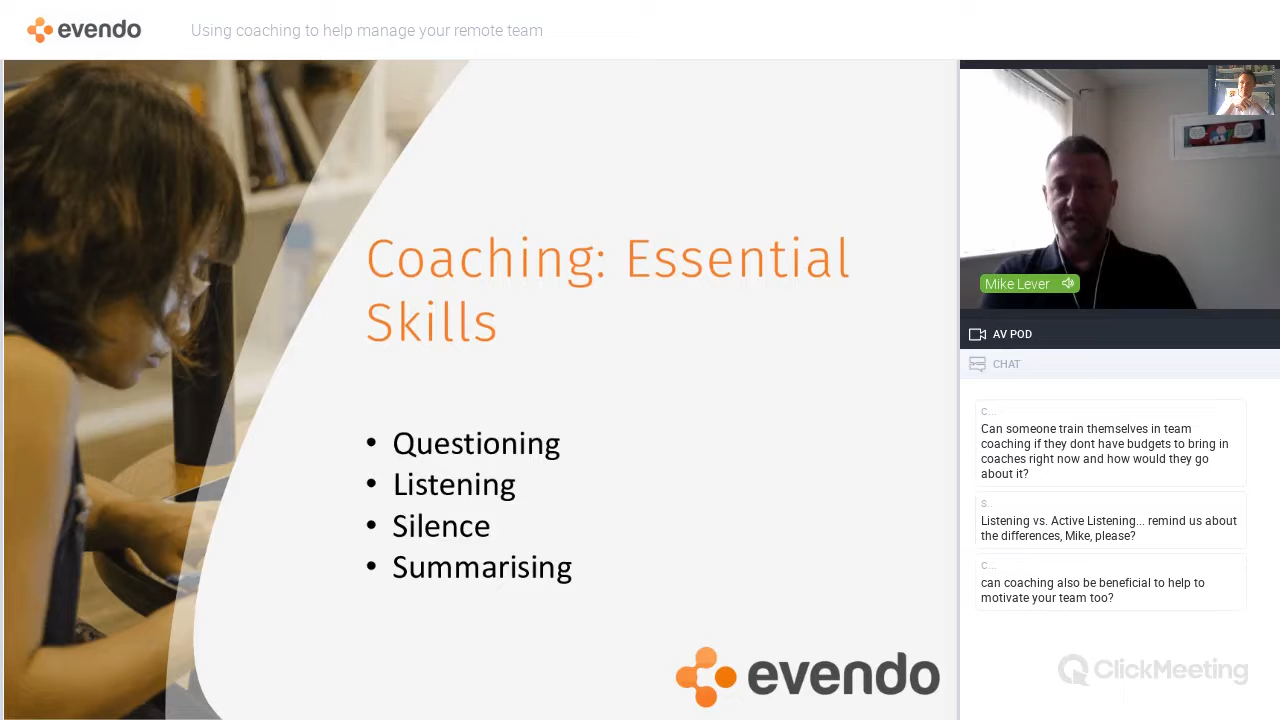 evendo
Using coaching to help manage your remote team
Coaching: Essential
Skills
• Questioning
• Listening
• Silence
• Summarising
evendo
Mike Lever
AV POD
CHAT
C...
Can someone train themselves in team
coaching if they dont have budgets to bring in
coaches right now and how would they go
about it?
S..
Listening vs. Active Listening... remind us about
the differences, Mike, please?
C...
can coaching also be beneficial to help to
motivate your team too?
ClickMeeting